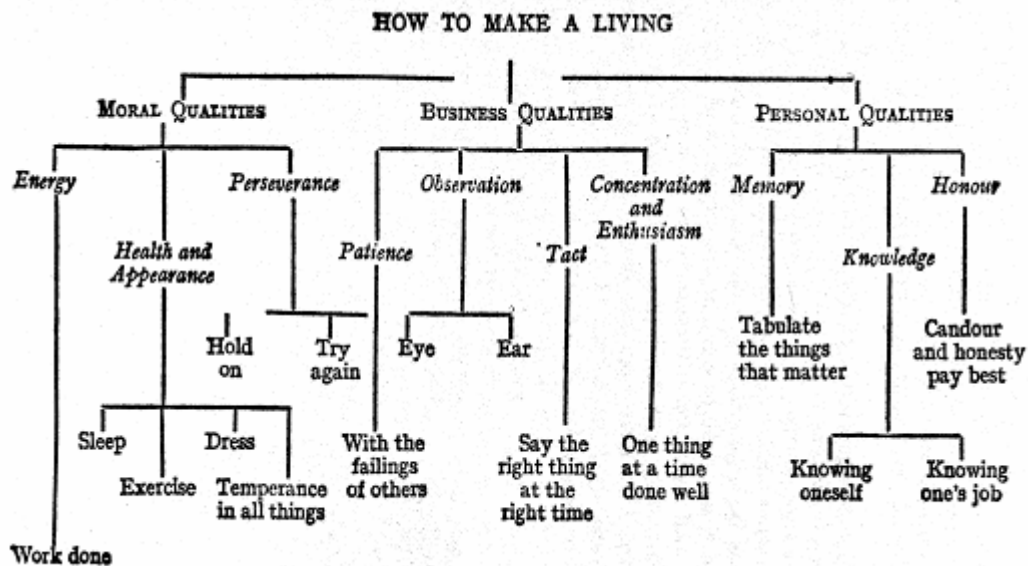 HOW TO MAKE A LIVING
MORAL QUALITIES
BUSINESS QUALITIES
PERSONAL QUALITIES
Energy
Perseverance
Observation
Concentration
and
Enthusiasm
Memory
Honour
Health and
Appearance
Patience
Tact
Knowledge
Hold
on
Try
again
Eye
Ear
Tabulate
the things
that matter
Candour
and honesty
pay best
Sleep
Dress
Exercise
Temperance
in all things
With the
failings
of others
Say the
right thing
at the
right time
One thing
at a time
done well
Knowing
oneself
Knowing
one's job
Work done